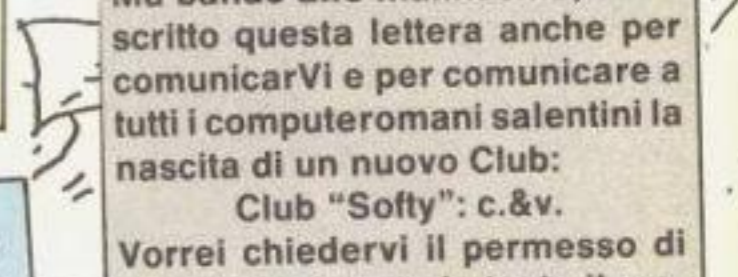 scritto questa lettera anche per
comunicarVi e per comunicare a
tutti i computeromani salentini la
nascita di un nuovo Club:
Club "Softy": c.&v.
Vorrei chiedervi il permesso di